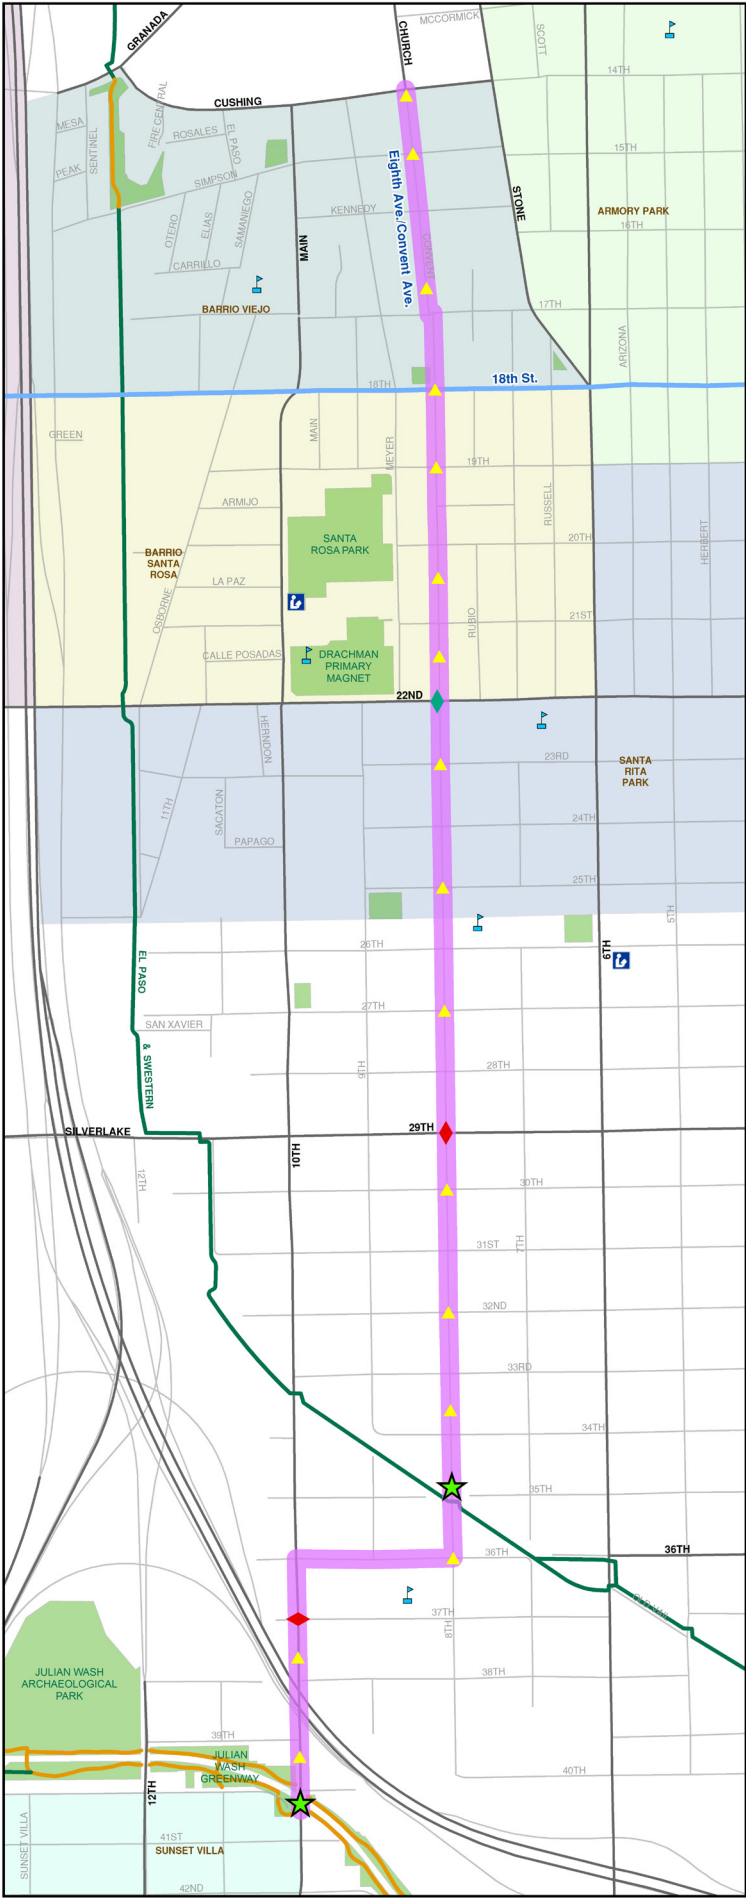 GRANADA
CHURCH
MCCORMICK
SCOTT
14TH
CUSHING
MESA
SENTINEL
FIRE CENTRAL
ROSALES
EL PASO
15TH
PEAK
SIMPSON
Eighth Ave./Convent Ave.
STONE
KENNEDY
ARMORY PARK
16TH
OTERO
ELIAS
SAMANIEGO
MAIN
CONVENT
CARRILLO
BARRIO VIEJO
17TH
ARIZONA
18TH
18th St.
GREEN
MAIN
MEYER
19TH
ARMIJO
RUSSELL
SANTA
ROSA PARK
20TH
HERBERT
BARRIO
SANTA
ROSA
LA PAZ
OSBORNE
RUBIO
21ST
CALLE POSADAS
DRACHMAN
PRIMARY
MAGNET
22ND
HERNDON
23RD
SANTA
RITA
PARK
11TH
SACATON
24TH
PAPAGO
25TH
5TH
26TH
6TH
EL PASO
27TH
SAN XAVIER
& SWESTERN
9TH
28TH
SILVERLAKE
29TH
10TH
12TH
30TH
7TH
31ST
32ND
33RD
34TH
35TH
36TH
36TH
OLD VAIL
37TH
8TH
JULIAN WASH
ARCHAEOLOGICAL
PARK
38TH
39TH
JULIAN
WASH
GREENWAY
40TH
12TH
SUNSET VILLA
41ST
SUNSET VILLA
42ND